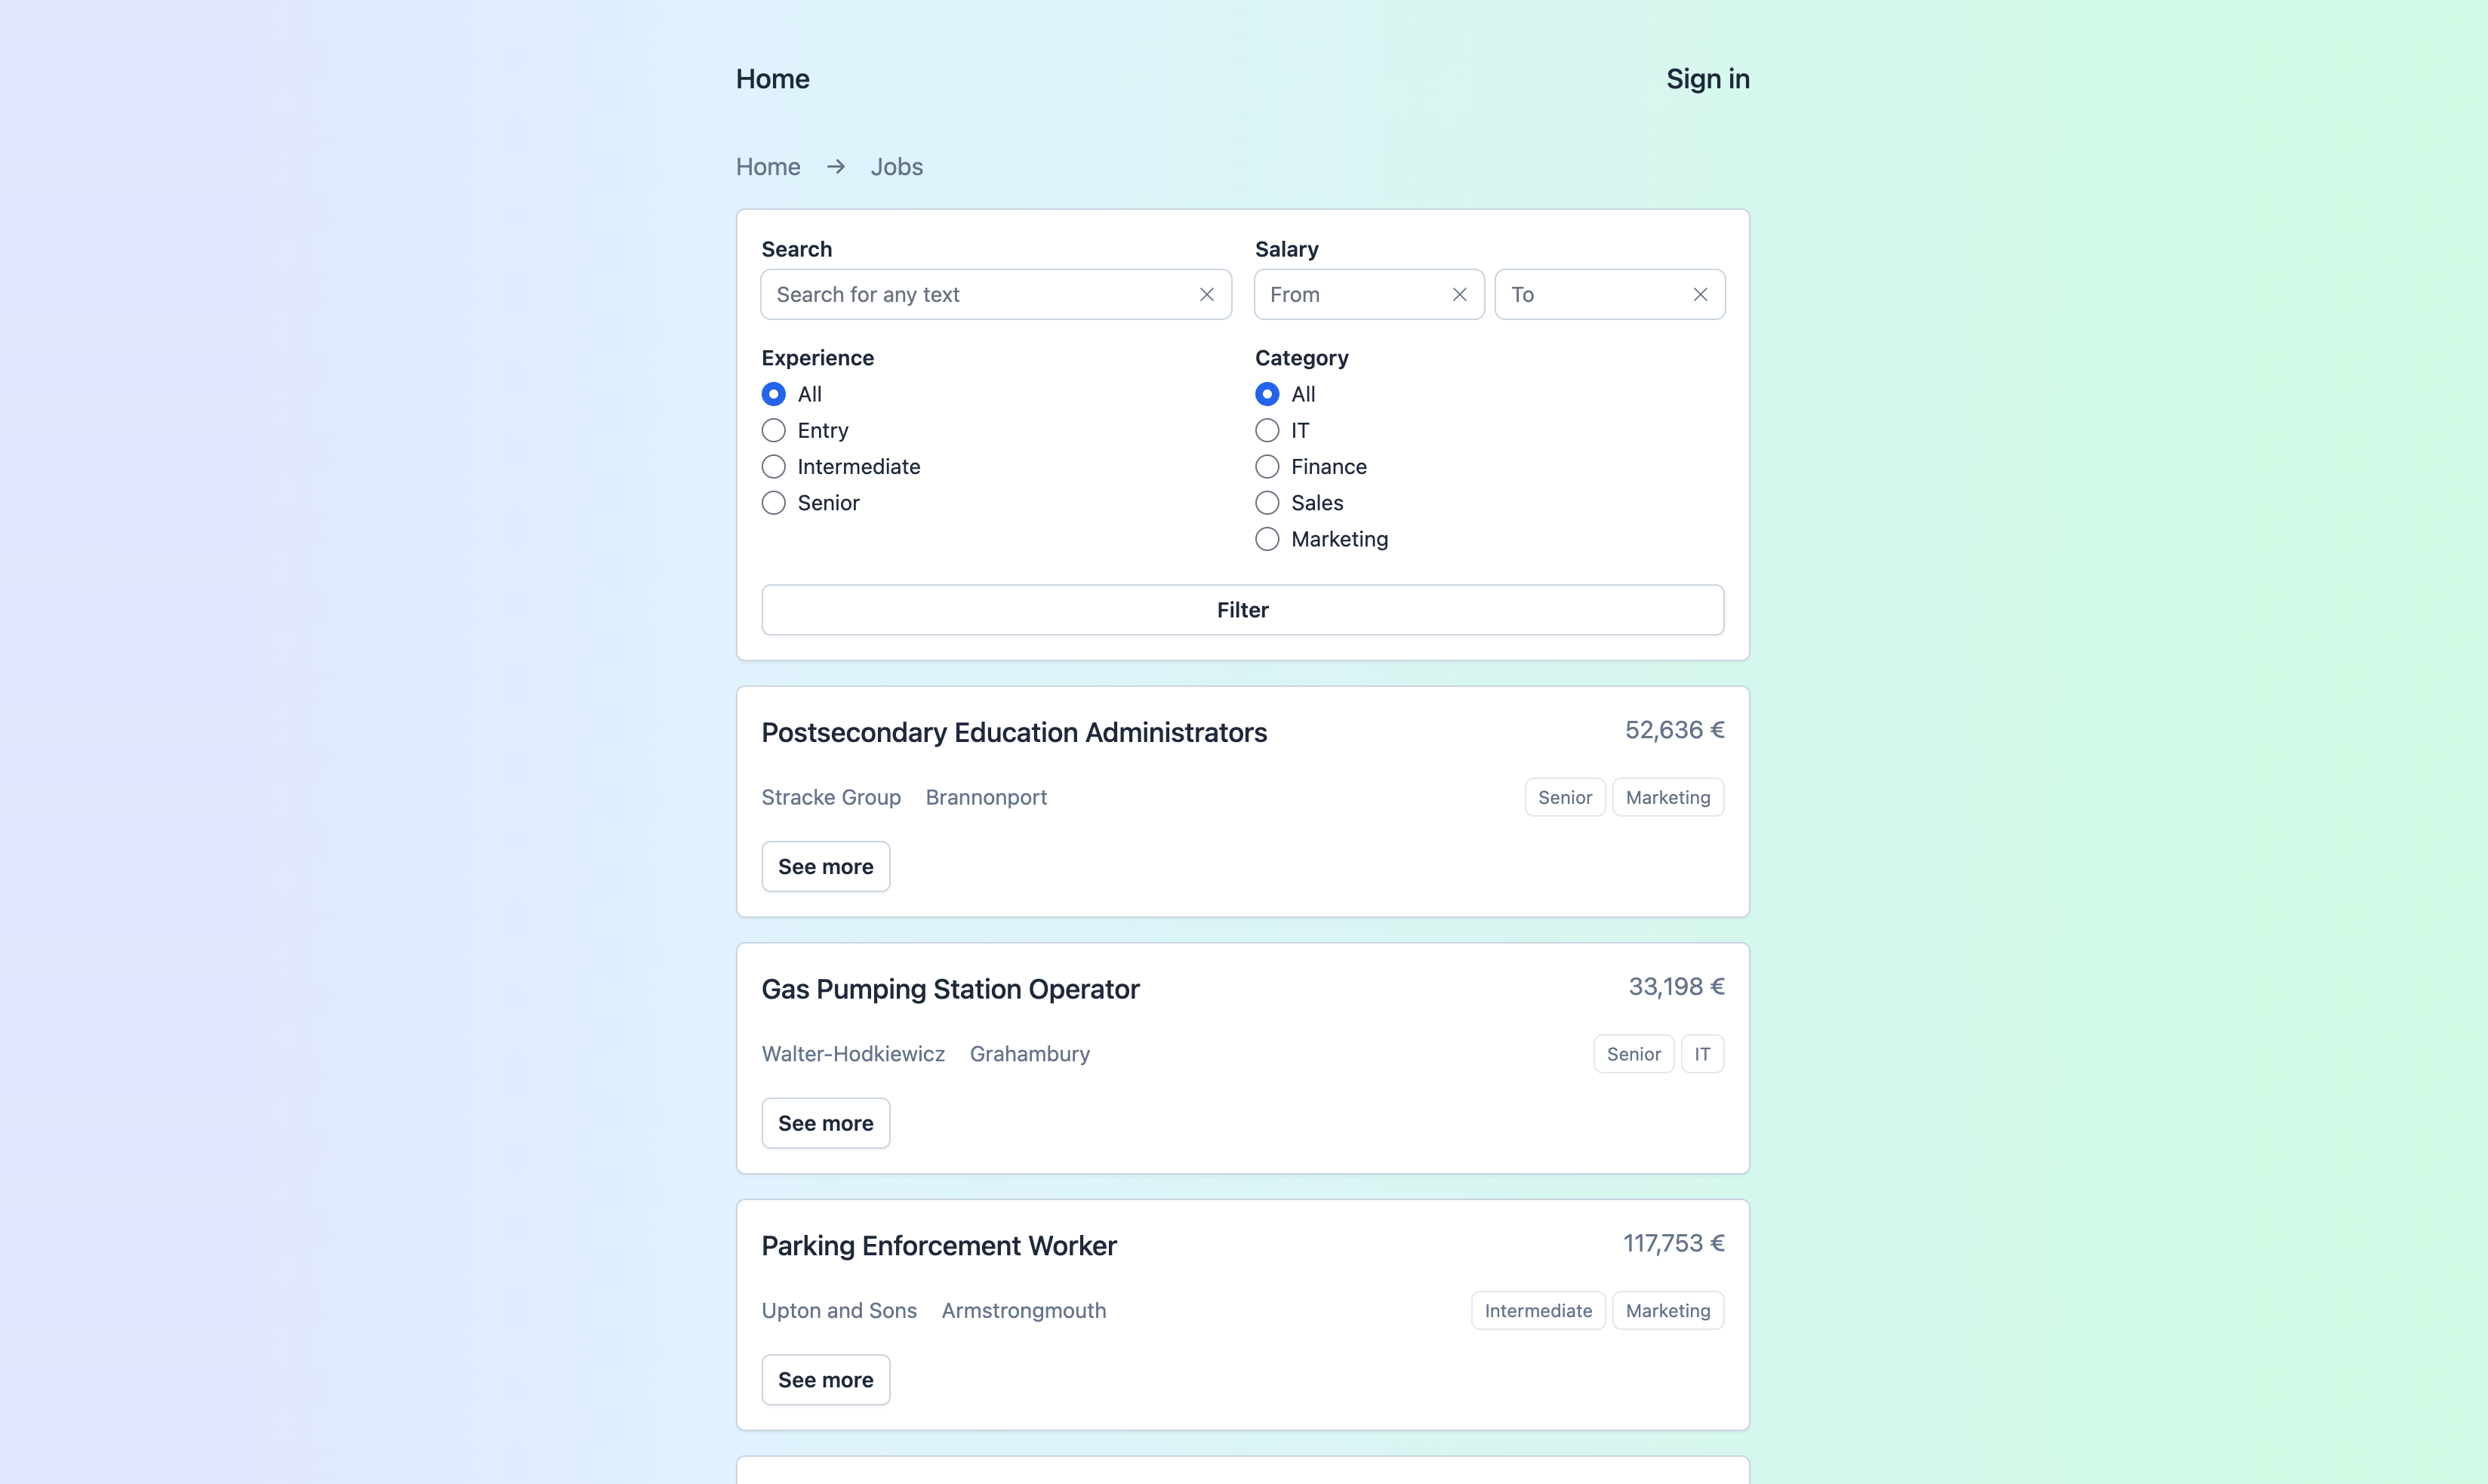 Home Sign in
Home → Jobs
Search Salary
Search for any text From To
Experience Category
All All
Entry IT
Intermediate Finance
Senior Sales
Marketing
Filter
Postsecondary Education Administrators 52,636 €
Stracke Group Brannonport Senior Marketing
See more
Gas Pumping Station Operator 33,198 €
Walter-Hodkiewicz Grahambury Senior IT
See more
Parking Enforcement Worker 117,753 €
Upton and Sons Armstrongmouth Intermediate Marketing
See more